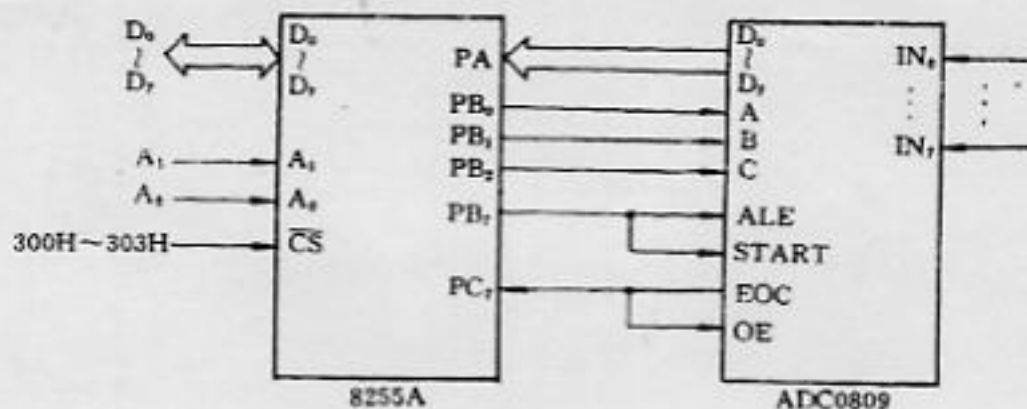 D₀
~
D₇
A₁
A₀
300H~303H
D₀
~
D₇
A₁
A₀
CS
PA
PB₀
PB₁
PB₂
PB₇
PC₇
8255A
D₀
~
D₇
A
B
C
ALE
START
EOC
OE
IN₀
IN₇
ADC0809